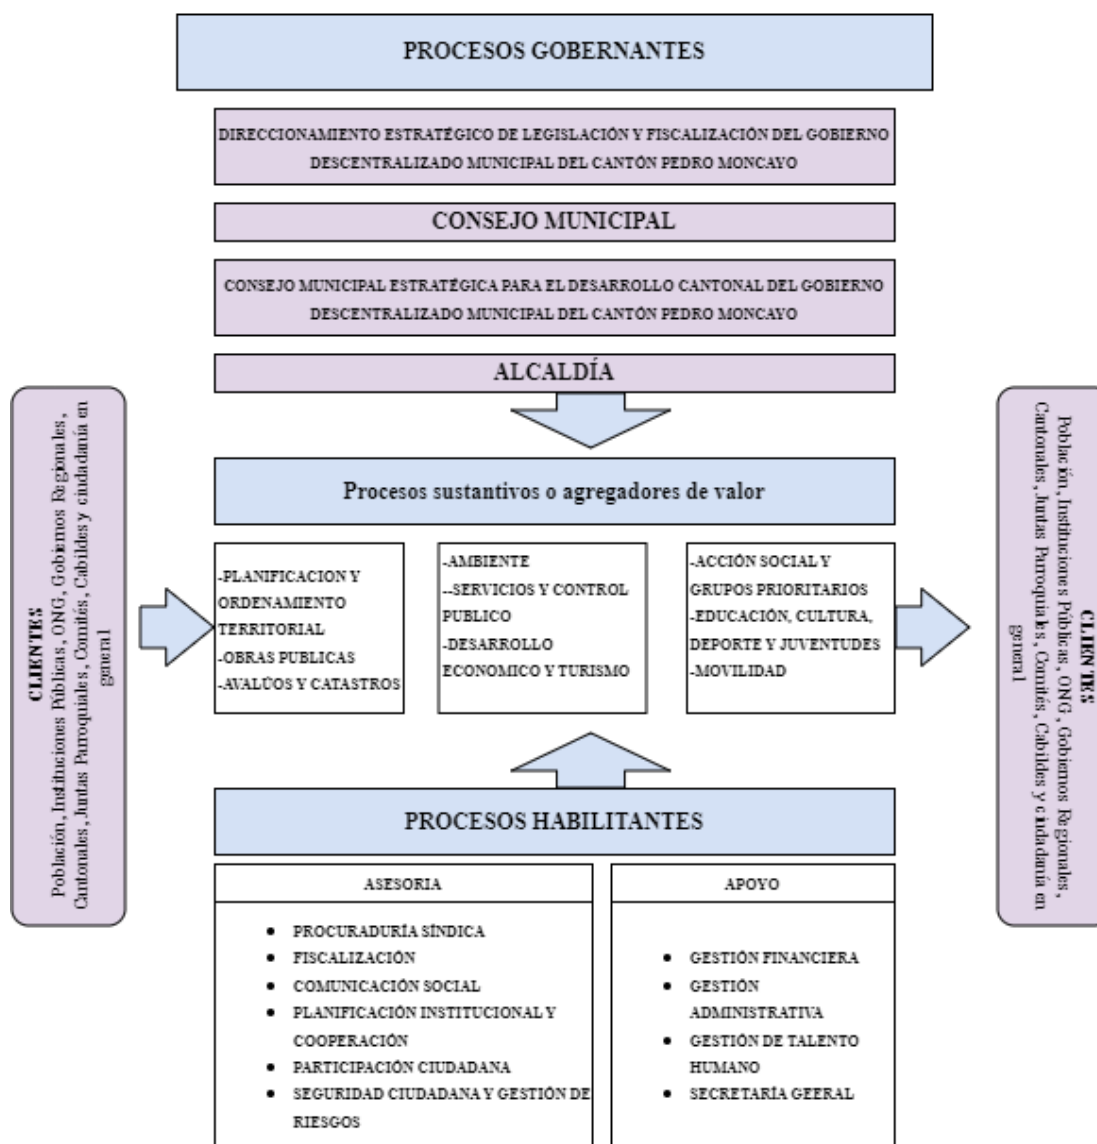 PROCESOS GOBERNANTES
DIRECCIONAMIENTO ESTRATÉGICO DE LEGISLACIÓN Y FISCALIZACIÓN DEL GOBIERNO
DESCENTRALIZADO MUNICIPAL DEL CANTÓN PEDRO MONCAYO
CONSEJO MUNICIPAL
CONSEJO MUNICIPAL ESTRATÉGICA PARA EL DESARROLLO CANTONAL DEL GOBIERNO
DESCENTRALIZADO MUNICIPAL DEL CANTÓN PEDRO MONCAYO
ALCALDÍA
CLIENTES
Población, Instituciones Públicas, ONG, Gobiernos Regionales,
Cantonales, Juntas Parroquiales, Comités, Cabildes y ciudadanía en
general
Procesos sustantivos o agregadores de valor
-PLANIFICACION Y
ORDENAMIENTO
TERRITORIAL
-OBRAS PUBLICAS
-AVALÚOS Y CATASTROS
-AMBIENTE
--SERVICIOS Y CONTROL
PUBLICO
-DESARROLLO
ECONOMICO Y TURISMO
-ACCIÓN SOCIAL Y
GRUPOS PRIORITARIOS
-EDUCACIÓN, CULTURA,
DEPORTE Y JUVENTUDES
-MOVILIDAD
CLIENTES
Población, Instituciones Públicas, ONG, Gobiernos Regionales,
Cantonales, Juntas Parroquiales, Comités, Cabildes y ciudadanía en
general
PROCESOS HABILITANTES
ASESORIA
• PROCURADURÍA SÍNDICA
• FISCALIZACIÓN
• COMUNICACIÓN SOCIAL
• PLANIFICACIÓN INSTITUCIONAL Y
COOPERACIÓN
• PARTICIPACIÓN CIUDADANA
• SEGURIDAD CIUDADANA Y GESTIÓN DE
RIESGOS
APOYO
• GESTIÓN FINANCIERA
• GESTIÓN
ADMINISTRATIVA
• GESTIÓN DE TALENTO
HUMANO
• SECRETARÍA GEERAL